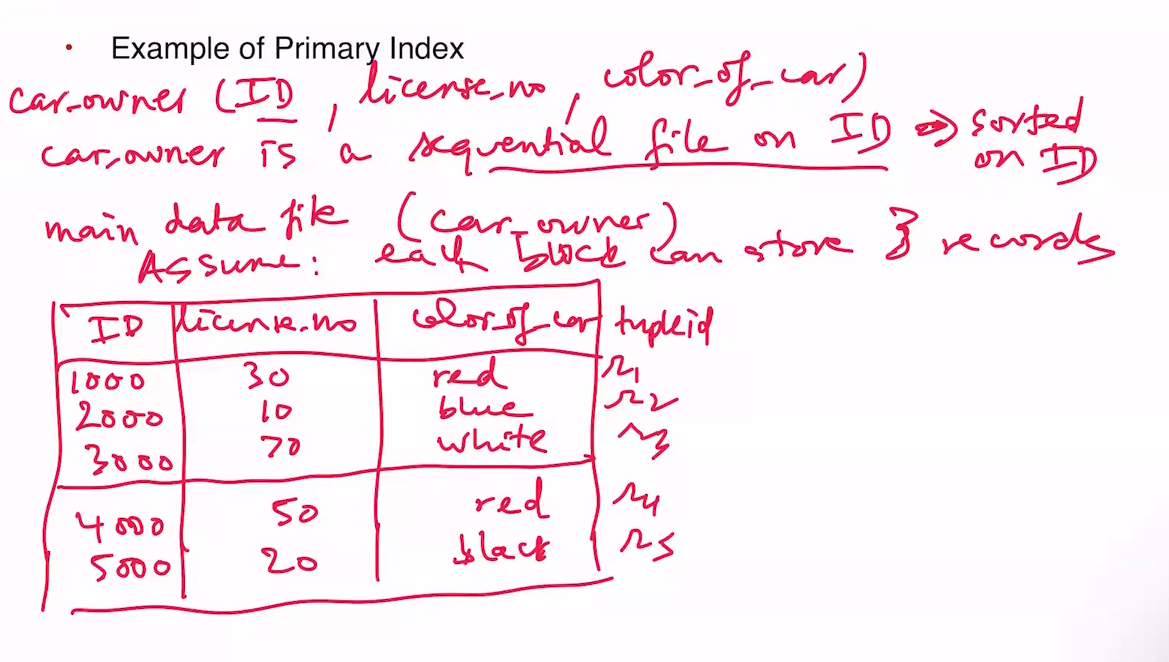 • Example of Primary Index
car_owner (ID, license_no, color_of_car)
car_owner is a sequential file on ID => sorted on ID
main data file (car_owner)
Assume: each block can store 3 records
ID license_no color_of_car tupleid
1000 30 red r1
2000 10 blue r2
3000 70 white r3
4000 50 red r4
5000 20 black r5